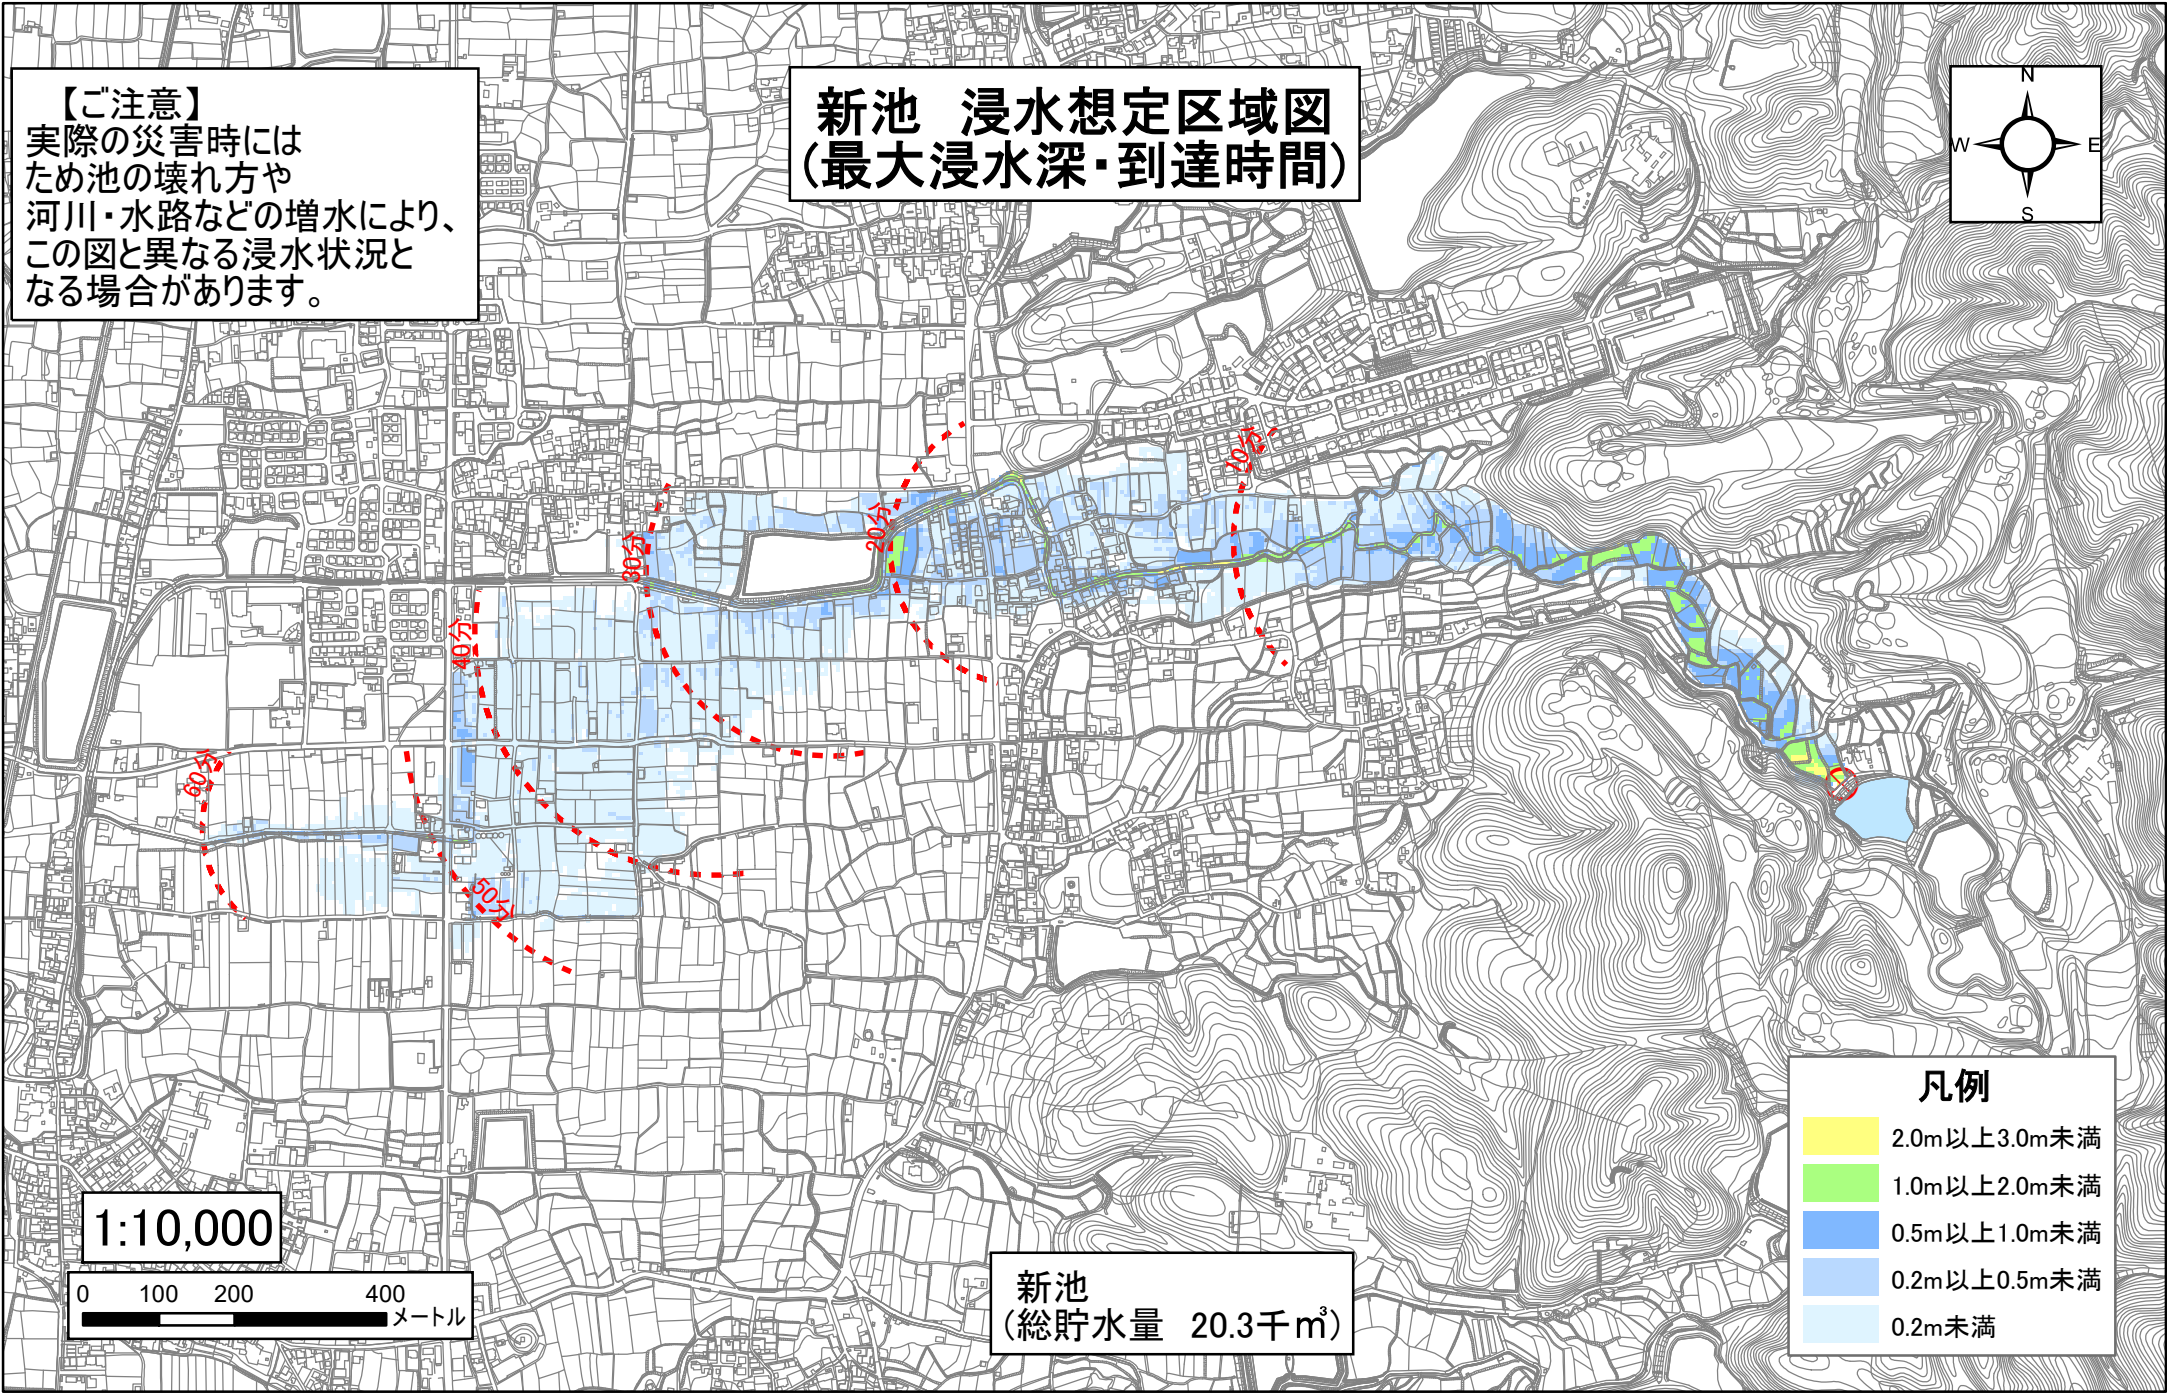 【ご注意】
実際の災害時には
ため池の壊れ方や
河川・水路などの増水により、
この図と異なる浸水状況と
なる場合があります。
新池　浸水想定区域図
(最大浸水深・到達時間)
N
W
E
S
10分
20分
30分
40分
50分
60分
凡例
2.0m以上3.0m未満
1.0m以上2.0m未満
0.5m以上1.0m未満
0.2m以上0.5m未満
0.2m未満
1:10,000
0 100 200 400
メートル
新池
(総貯水量　20.3千㎥)